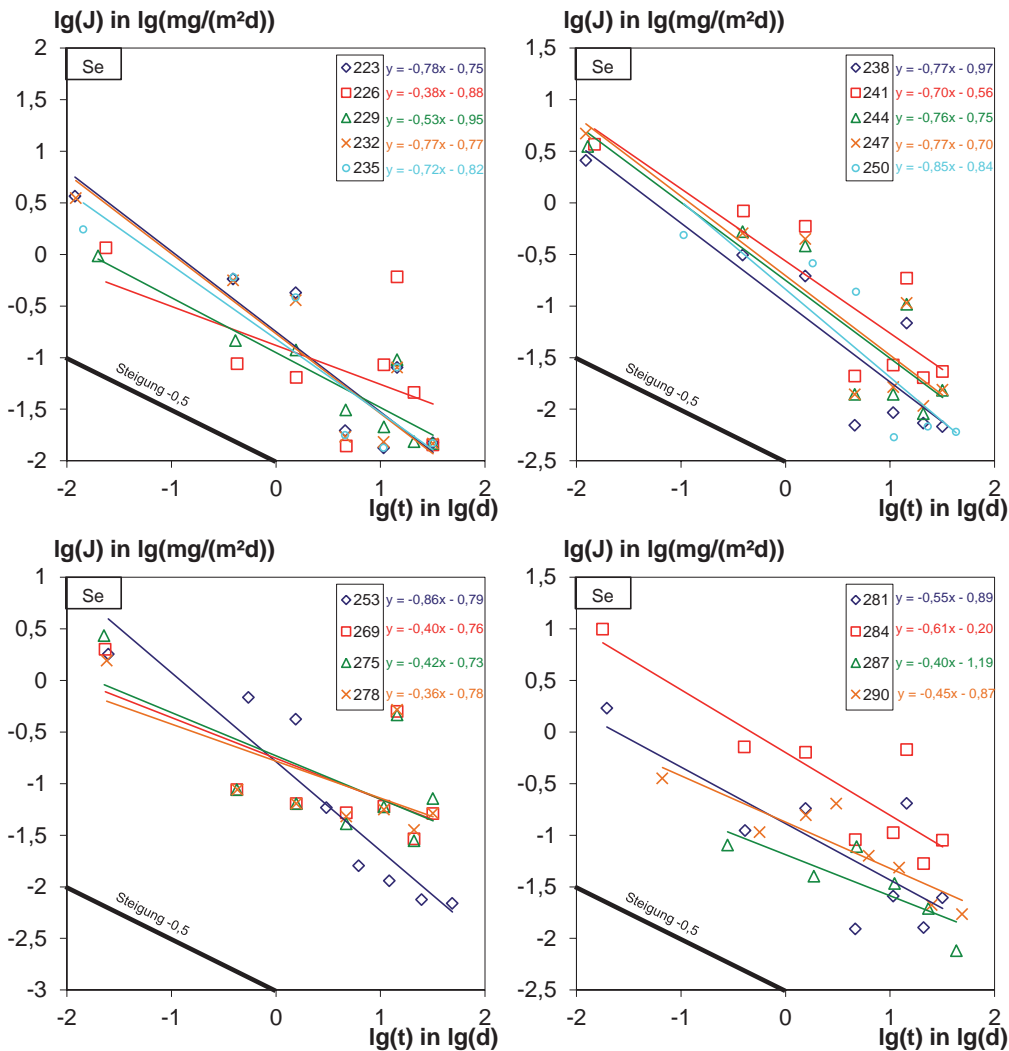 lg(J) in lg(mg/(m²d))
2
1,5
1
0,5
0
-0,5
-1
-1,5
-2
-2 -1 0 1 2
lg(t) in lg(d)
Se
223 y = -0,78x - 0,75
226 y = -0,38x - 0,88
229 y = -0,53x - 0,95
232 y = -0,77x - 0,77
235 y = -0,72x - 0,82
Steigung -0,5
lg(J) in lg(mg/(m²d))
1,5
1
0,5
0
-0,5
-1
-1,5
-2
-2,5
-2 -1 0 1 2
lg(t) in lg(d)
Se
238 y = -0,77x - 0,97
241 y = -0,70x - 0,56
244 y = -0,76x - 0,75
247 y = -0,77x - 0,70
250 y = -0,85x - 0,84
Steigung -0,5
lg(J) in lg(mg/(m²d))
1
0,5
0
-0,5
-1
-1,5
-2
-2,5
-3
-2 -1 0 1 2
lg(t) in lg(d)
Se
253 y = -0,86x - 0,79
269 y = -0,40x - 0,76
275 y = -0,42x - 0,73
278 y = -0,36x - 0,78
Steigung -0,5
lg(J) in lg(mg/(m²d))
1,5
1
0,5
0
-0,5
-1
-1,5
-2
-2,5
-2 -1 0 1 2
lg(t) in lg(d)
Se
281 y = -0,55x - 0,89
284 y = -0,61x - 0,20
287 y = -0,40x - 1,19
290 y = -0,45x - 0,87
Steigung -0,5